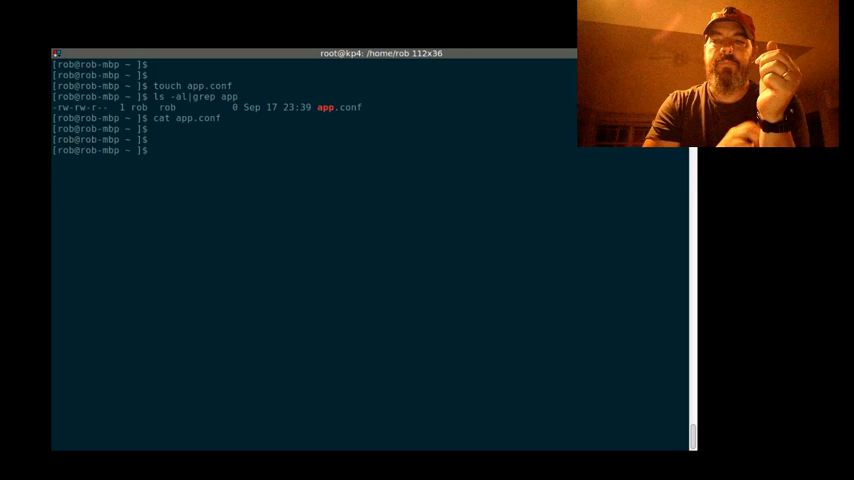 root@kp4: /home/rob 112x36
[rob@rob-mbp ~ ]$
[rob@rob-mbp ~ ]$
[rob@rob-mbp ~ ]$ touch app.conf
[rob@rob-mbp ~ ]$ ls -al|grep app
-rw-rw-r-- 1 rob rob 0 Sep 17 23:39 app.conf
[rob@rob-mbp ~ ]$ cat app.conf
[rob@rob-mbp ~ ]$
[rob@rob-mbp ~ ]$
[rob@rob-mbp ~ ]$